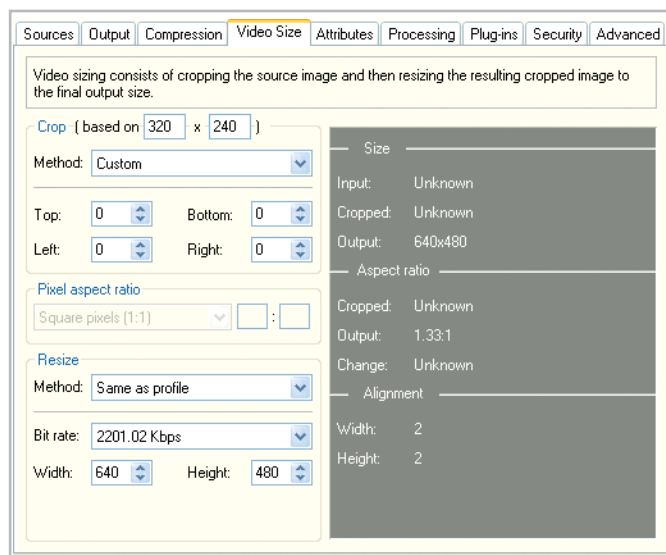 Sources Output Compression Video Size Attributes Processing Plug-ins Security Advanced
Video sizing consists of cropping the source image and then resizing the resulting cropped image to
the final output size.
Crop ( based on 320 x 240 )
Method: Custom
Top: 0 Bottom: 0
Left: 0 Right: 0
Pixel aspect ratio
Square pixels (1:1) :
Resize
Method: Same as profile
Bit rate: 2201.02 Kbps
Width: 640 Height: 480
Size
Input: Unknown
Cropped: Unknown
Output: 640x480
Aspect ratio
Cropped: Unknown
Output: 1.33:1
Change: Unknown
Alignment
Width: 2
Height: 2